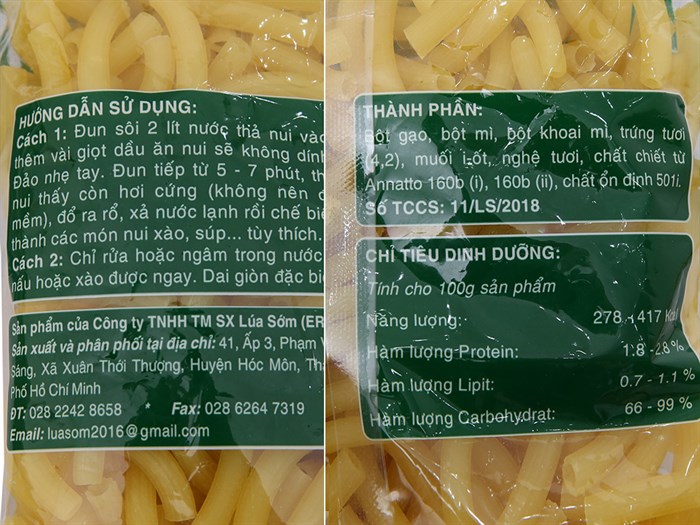 HƯỚNG DẪN SỬ DỤNG:
Cách 1: Đun sôi 2 lít nước thả nui vào
thêm vài giọt dầu ăn nui sẽ không dính
Đảo nhẹ tay. Đun tiếp từ 5 - 7 phút, th
nui thấy còn hơi cứng (không nên đ
mềm), đổ ra rổ, xả nước lạnh rồi chế biế
thành các món nui xào, súp... tùy thích.
Cách 2: Chỉ rửa hoặc ngâm trong nước
nấu hoặc xào được ngay. Dai giòn đặc biệ
Sản phẩm của Công ty TNHH TM SX Lúa Sớm (ER
Sản xuất và phân phối tại địa chỉ: 41, Ấp 3, Phạm V
Sáng, Xã Xuân Thới Thượng, Huyện Hóc Môn, Thà
Phố Hồ Chí Minh
ĐT: 028 2242 8658 * Fax: 028 6264 7319
Email: luasom2016@gmail.com
THÀNH PHẦN:
Bột gạo, bột mì, bột khoai mì, trứng tươi
(4,2), muối i-ốt, nghệ tươi, chất chiết từ
Annatto 160b (i), 160b (ii), chất ổn định 501i.
Số TCCS: 11/LS/2018
CHỈ TIÊU DINH DƯỠNG:
Tính cho 100g sản phẩm
Năng lượng: 278 - 417 Kcal
Hàm lượng Protein: 1.8 -2.8 %
Hàm lượng Lipit: 0.7 - 1.1 %
Hàm lượng Carbohydrat: 66 - 99 %